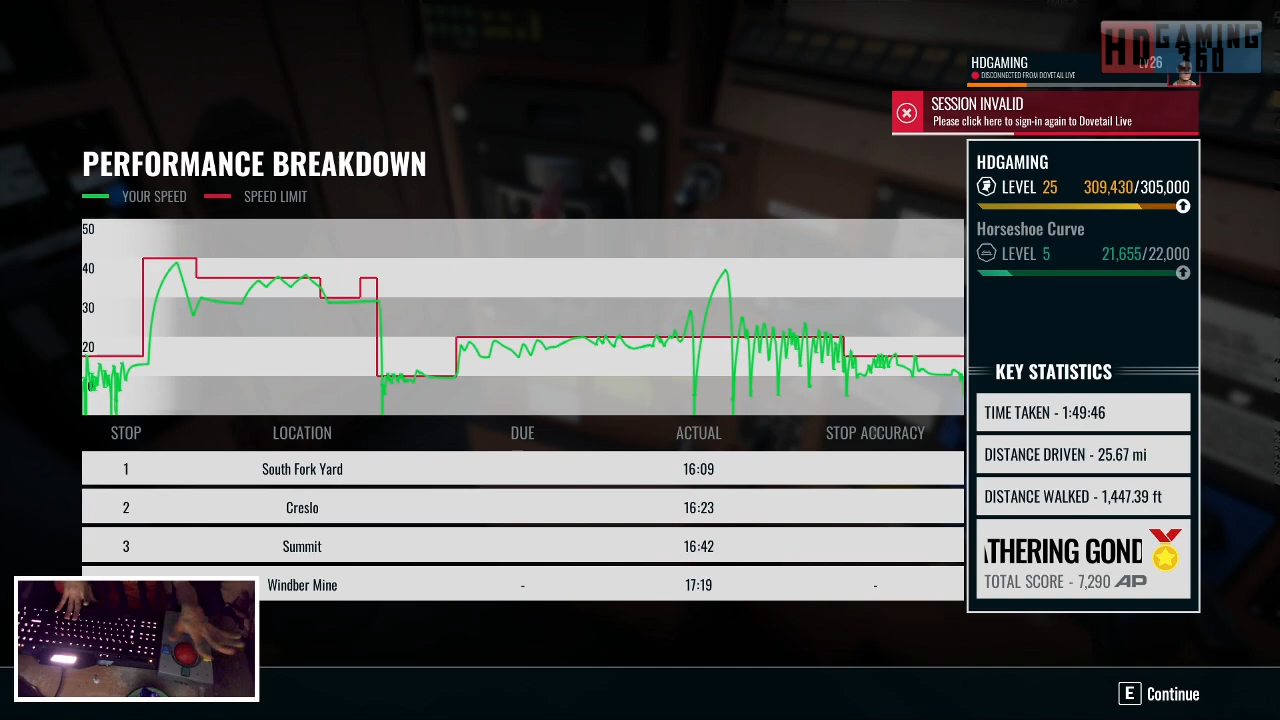 HDGAMING 360
HDGAMING
LV26
DISCONNECTED FROM DOVETAIL LIVE
SESSION INVALID
Please click here to sign-in again to Dovetail Live
PERFORMANCE BREAKDOWN
YOUR SPEED
SPEED LIMIT
50
40
30
20
HDGAMING
LEVEL 25 309,430/305,000
Horseshoe Curve
LEVEL 5 21,655/22,000
KEY STATISTICS
TIME TAKEN - 1:49:46
DISTANCE DRIVEN - 25.67 mi
DISTANCE WALKED - 1,447.39 ft
ATHERING GOND
TOTAL SCORE - 7,290 AP
STOP LOCATION DUE ACTUAL STOP ACCURACY
1 South Fork Yard 16:09
2 Creslo 16:23
3 Summit 16:42
Windber Mine - 17:19 -
E Continue